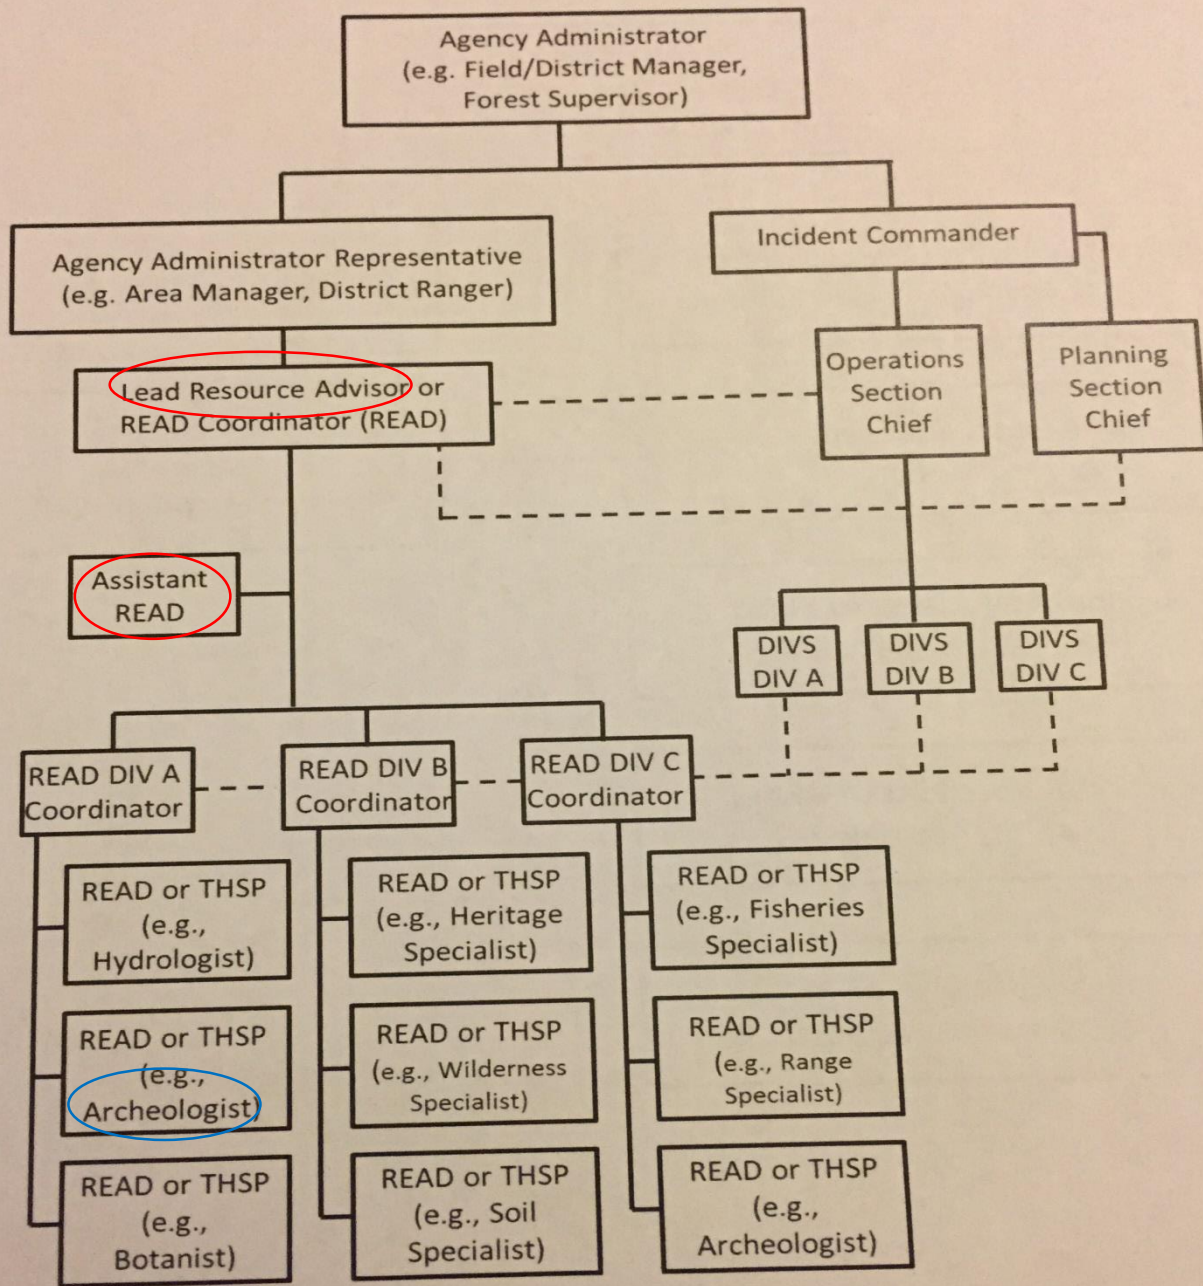 Agency Administrator
(e.g. Field/District Manager,
Forest Supervisor)
Agency Administrator Representative
(e.g. Area Manager, District Ranger)
Incident Commander
Lead Resource Advisor or
READ Coordinator (READ)
Operations
Section
Chief
Planning
Section
Chief
Assistant
READ
DIVS
DIV A
DIVS
DIV B
DIVS
DIV C
READ DIV A
Coordinator
READ DIV B
Coordinator
READ DIV C
Coordinator
READ or THSP
(e.g.,
Hydrologist)
READ or THSP
(e.g., Heritage
Specialist)
READ or THSP
(e.g., Fisheries
Specialist)
READ or THSP
(e.g.,
Archeologist)
READ or THSP
(e.g., Wilderness
Specialist)
READ or THSP
(e.g., Range
Specialist)
READ or THSP
(e.g.,
Botanist)
READ or THSP
(e.g., Soil
Specialist)
READ or THSP
(e.g.,
Archeologist)